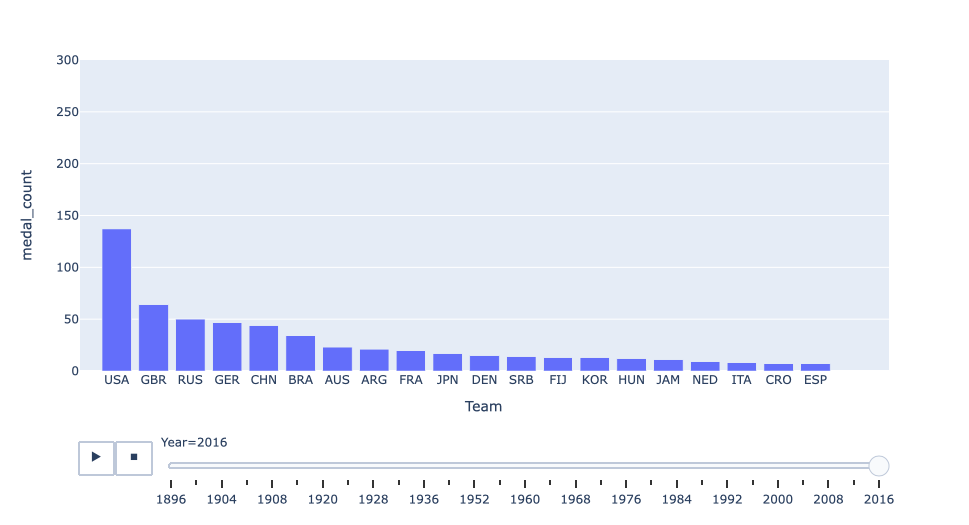 300
250
200
150
100
50
0
medal_count
USA GBR RUS GER CHN BRA AUS ARG FRA JPN DEN SRB FIJ KOR HUN JAM NED ITA CRO ESP
Team
Year=2016
1896 1904 1908 1920 1928 1936 1952 1960 1968 1976 1984 1992 2000 2008 2016